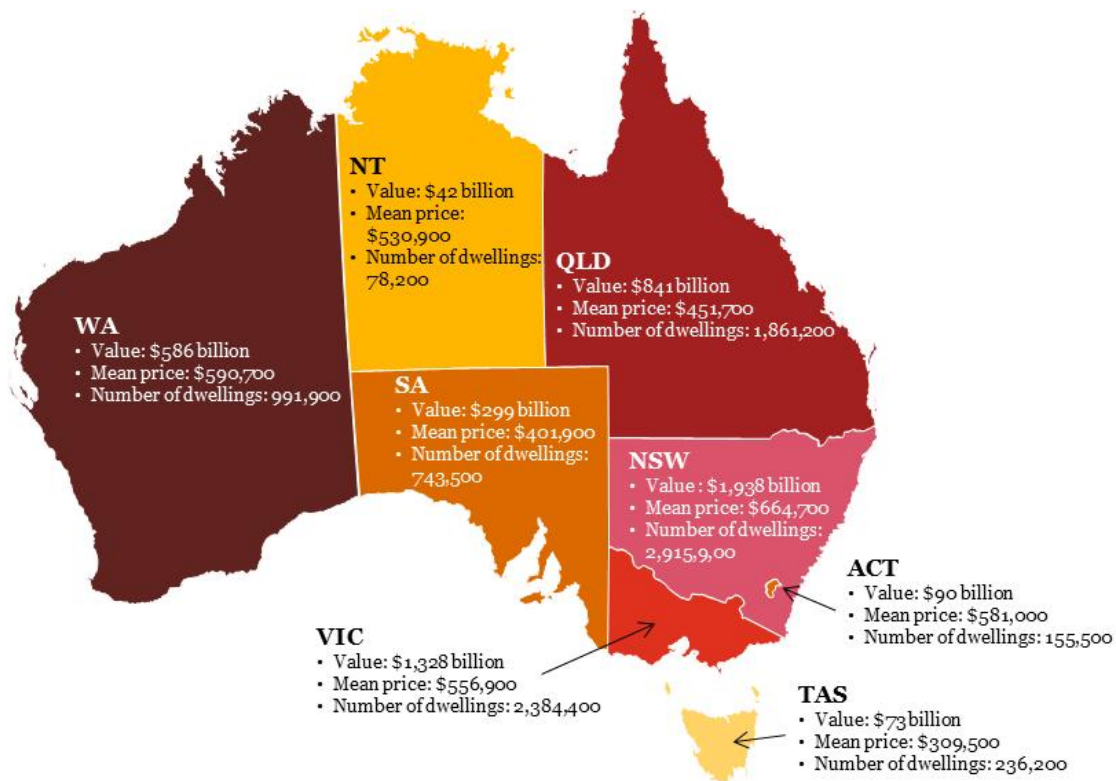 NT
• Value: $42 billion
• Mean price:
$530,900
• Number of dwellings:
78,200
QLD
• Value: $841 billion
• Mean price: $451,700
• Number of dwellings: 1,861,200
WA
• Value: $586 billion
• Mean price: $590,700
• Number of dwellings: 991,900
SA
• Value: $299 billion
• Mean price: $401,900
• Number of dwellings:
743,500
NSW
• Value : $1,938 billion
• Mean price: $664,700
• Number of dwellings:
2,915,9,00
ACT
• Value: $90 billion
• Mean price: $581,000
• Number of dwellings: 155,500
VIC
• Value: $1,328 billion
• Mean price: $556,900
• Number of dwellings: 2,384,400
TAS
• Value: $73 billion
• Mean price: $309,500
• Number of dwellings: 236,200